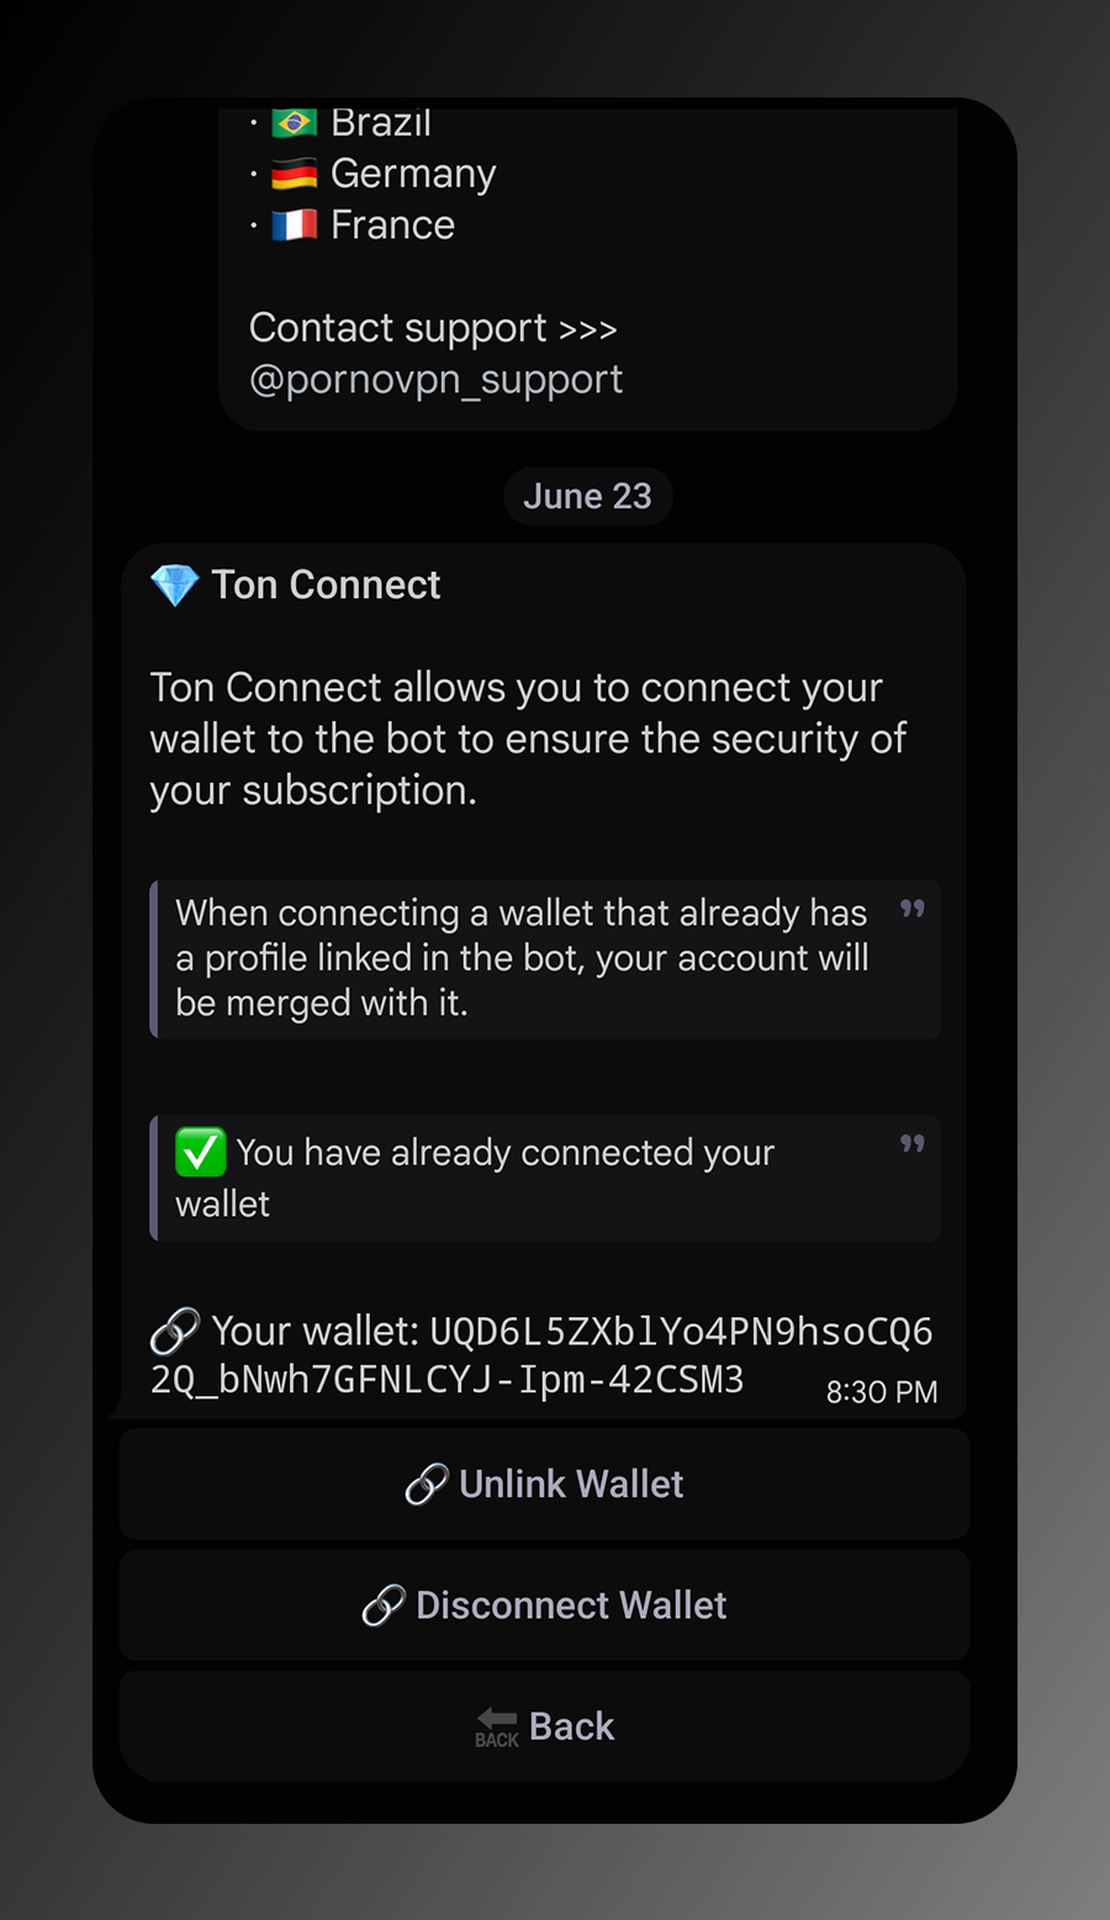 · 🇧🇷 Brazil
· 🇩🇪 Germany
· 🇫🇷 France
Contact support >>>
@pornovpn_support
June 23
💎 Ton Connect
Ton Connect allows you to connect your
wallet to the bot to ensure the security of
your subscription.
When connecting a wallet that already has
a profile linked in the bot, your account will
be merged with it.
✅ You have already connected your
wallet
🔗 Your wallet: UQD6L5ZXblYo4PN9hsoCQ6
2Q_bNwh7GFNLCYJ-Ipm-42CSM3
8:30 PM
🔗 Unlink Wallet
🔗 Disconnect Wallet
🔙 Back